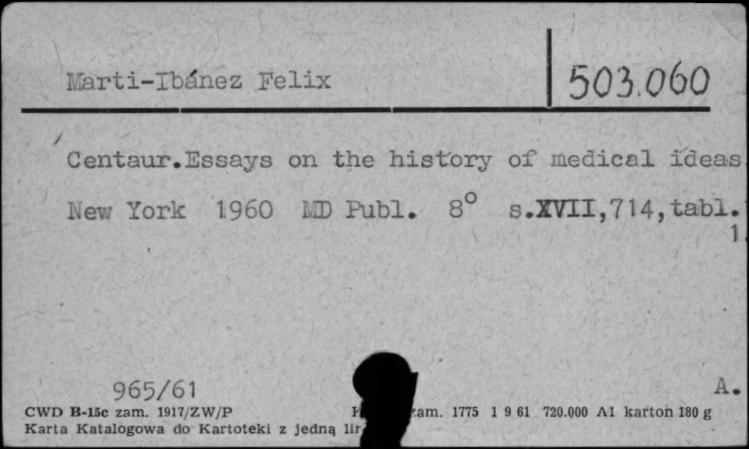 Marti-Ibánez Felix
503.060
Centaur.Essays on the history of medical ideas
New York 1960 MD Publ. 8° s.XVII,714,tabl.
1
965/61
A.
CWD B-15c zam. 1917/ZW/P zam. 1775 1 9 61 720.000 A1 karton 180 g
Karta Katalogowa do Kartoteki z jedną